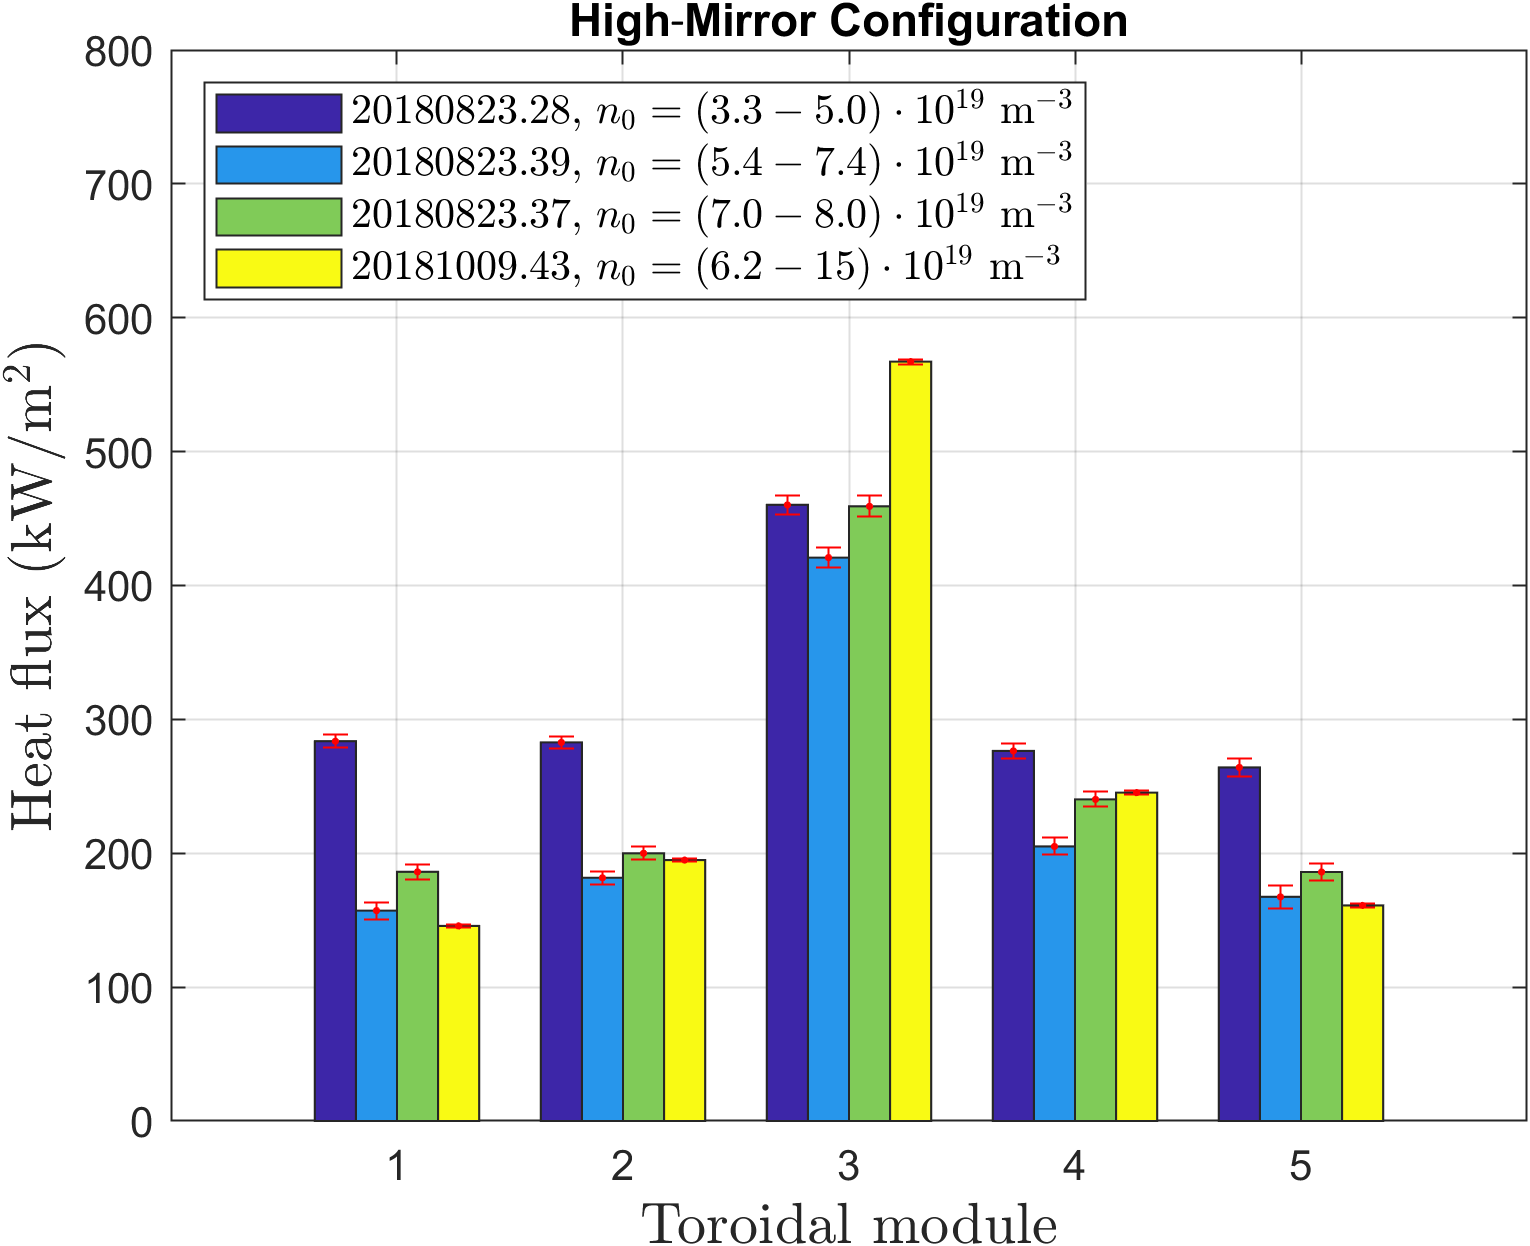 High-Mirror Configuration
800
700
600
500
400
300
200
100
0
Heat flux (kW/m²)
20180823.28, n₀ = (3.3 − 5.0) · 10¹⁹ m⁻³
20180823.39, n₀ = (5.4 − 7.4) · 10¹⁹ m⁻³
20180823.37, n₀ = (7.0 − 8.0) · 10¹⁹ m⁻³
20181009.43, n₀ = (6.2 − 15) · 10¹⁹ m⁻³
1 2 3 4 5
Toroidal module